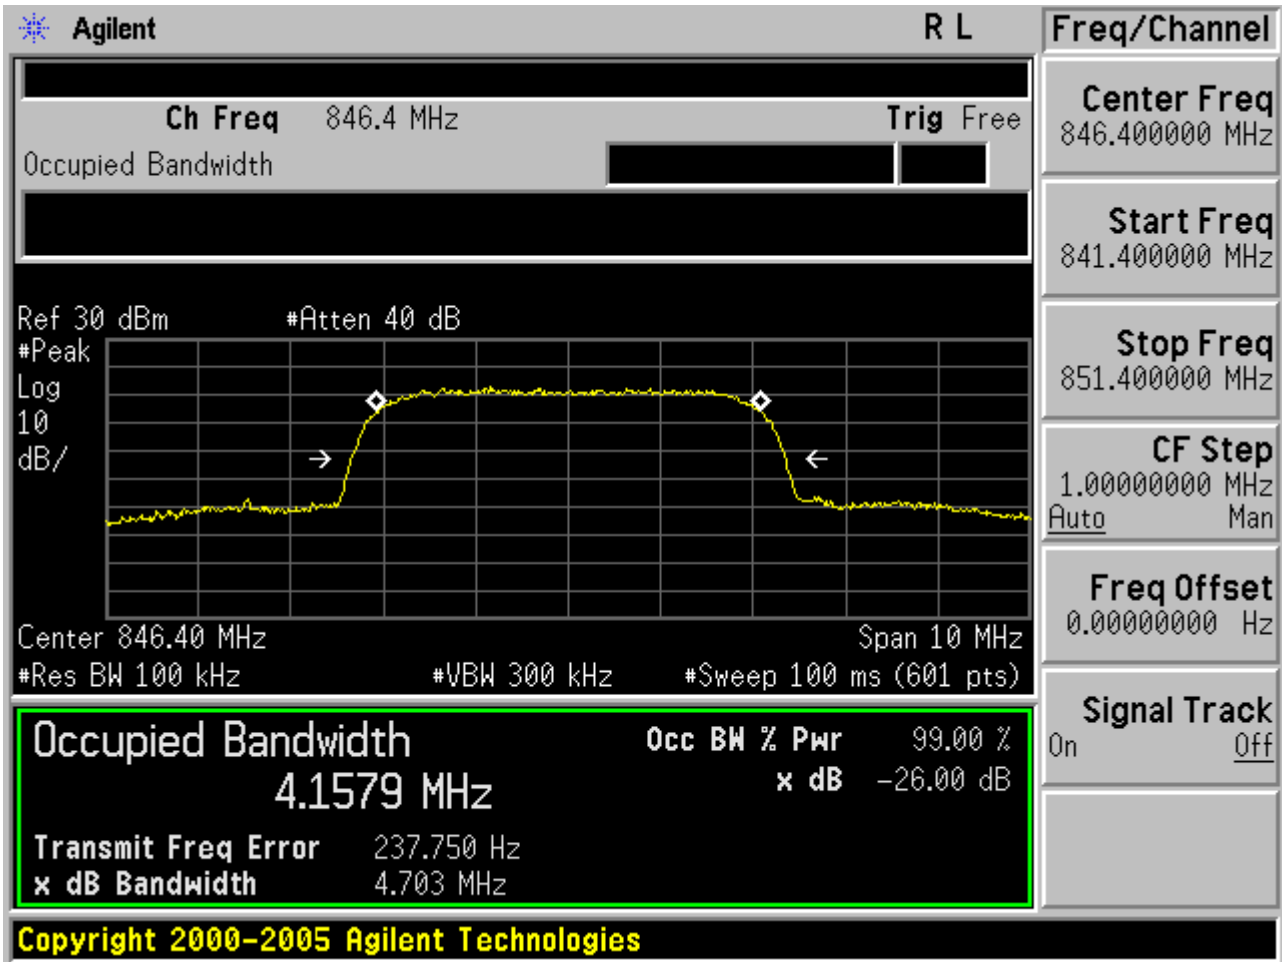 Agilent R L
Ch Freq 846.4 MHz Trig Free
Occupied Bandwidth
Ref 30 dBm #Atten 40 dB
#Peak
Log
10
dB/
Center 846.40 MHz Span 10 MHz
#Res BW 100 kHz #VBW 300 kHz #Sweep 100 ms (601 pts)
Occupied Bandwidth Occ BW % Pwr 99.00 %
4.1579 MHz x dB -26.00 dB
Transmit Freq Error 237.750 Hz
x dB Bandwidth 4.703 MHz
Copyright 2000-2005 Agilent Technologies
Freq/Channel
Center Freq
846.400000 MHz
Start Freq
841.400000 MHz
Stop Freq
851.400000 MHz
CF Step
1.00000000 MHz
Auto Man
Freq Offset
0.00000000 Hz
Signal Track
On Off